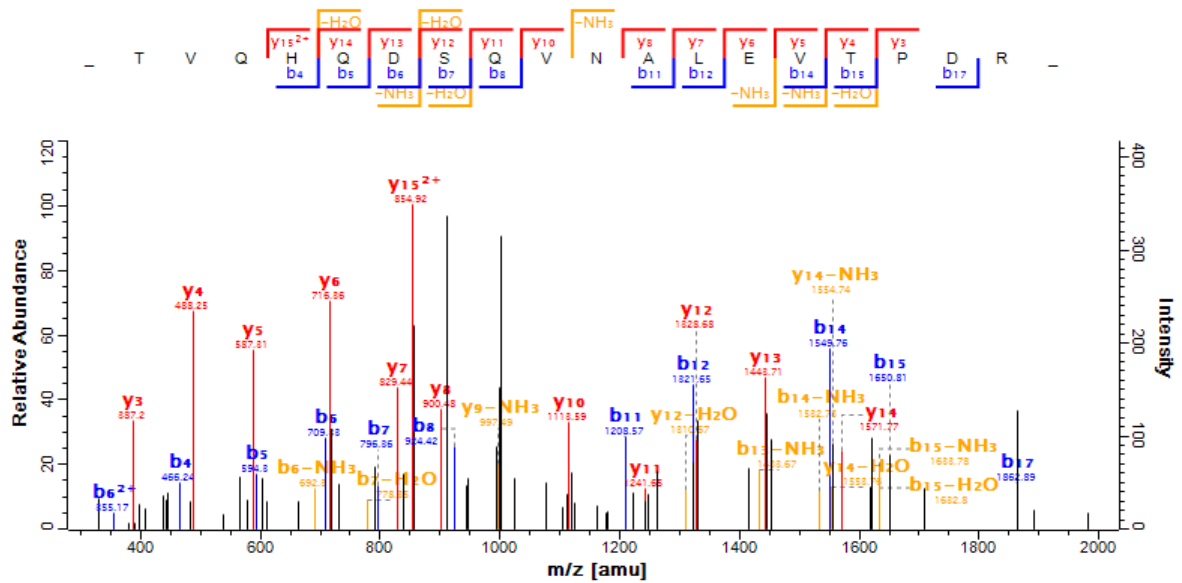 −H₂O −H₂O −NH₃
y₁₅²⁺ y₁₄ y₁₃ y₁₂ y₁₁ y₁₀ y₈ y₇ y₆ y₅ y₄ y₃
_ T V Q H Q D S Q V N A L E V T P D R _
b₄ b₅ b₆ b₇ b₈ b₁₁ b₁₂ b₁₄ b₁₅ b₁₇
−NH₃ −H₂O −NH₃ −NH₃ −H₂O
Relative Abundance
0
20
40
60
80
100
120
b₆²⁺
855.17
y₃
387.2
b₄
466.24
y₄
488.25
y₅
587.81
b₅
594.8
b₆−NH₃
692.8
b₆
y₆
716.86
b₇−H₂O
b₇
796.86
y₇
829.44
y₁₅²⁺
854.92
y₈
900.48
b₈
924.42
y₉−NH₃
997.49
y₁₀
1118.59
b₁₁
1208.57
y₁₁
1241.65
y₁₂−H₂O
b₁₂
y₁₂
1328.68
b₁₃−NH₃
y₁₃
1448.71
b₁₄−NH₃
b₁₄
1549.76
y₁₄−NH₃
1554.74
y₁₄−H₂O
y₁₄
1571.77
b₁₅
1650.81
b₁₅−NH₃
1688.78
b₁₅−H₂O
1682.8
b₁₇
1862.89
Intensity
0
100
200
300
400
400 600 800 1000 1200 1400 1600 1800 2000
m/z [amu]